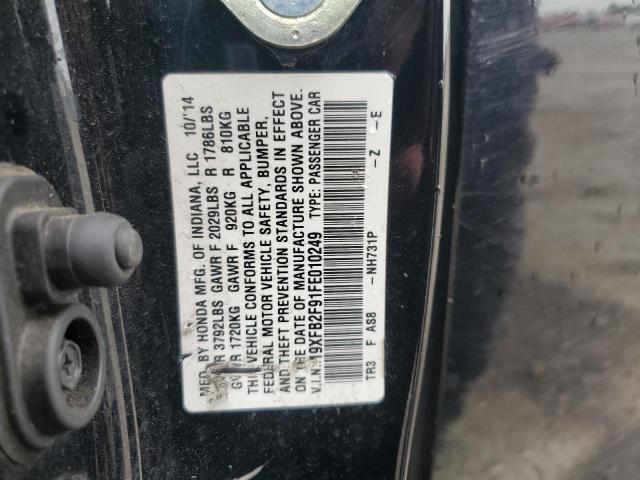 MFD BY HONDA MFG. OF INDIANA, LLC 10/'14
GVWR 3792LBS GAWR F 2029LBS R 1786LBS
GVWR 1720KG GAWR F 920KG R 810KG
THIS VEHICLE CONFORMS TO ALL APPLICABLE
FEDERAL MOTOR VEHICLE SAFETY, BUMPER,
AND THEFT PREVENTION STANDARDS IN EFFECT
ON THE DATE OF MANUFACTURE SHOWN ABOVE.
V.I.N.: 19XFB2F91FE010249 TYPE: PASSENGER CAR
TR3 F AS8 -NH731P -Z -E